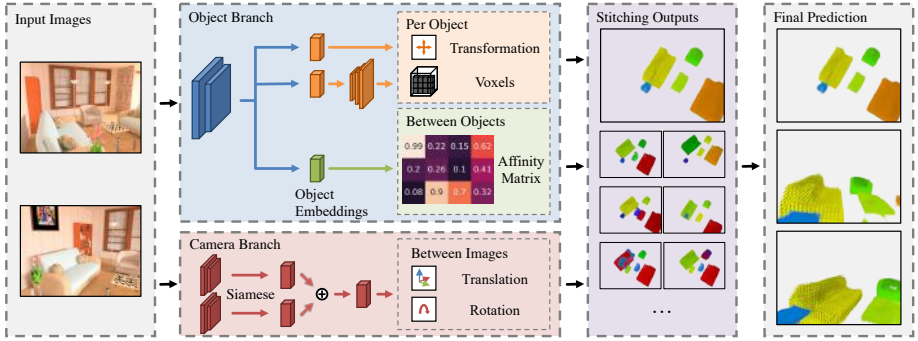 Input Images
Object Branch
Per Object
Transformation
Voxels
Between Objects
0.99 0.22 0.15 0.62
0.2 0.26 0.1 0.41
0.08 0.9 0.7 0.32
Affinity
Matrix
Object
Embeddings
Camera Branch
Siamese
Between Images
Translation
Rotation
Stitching Outputs
...
Final Prediction